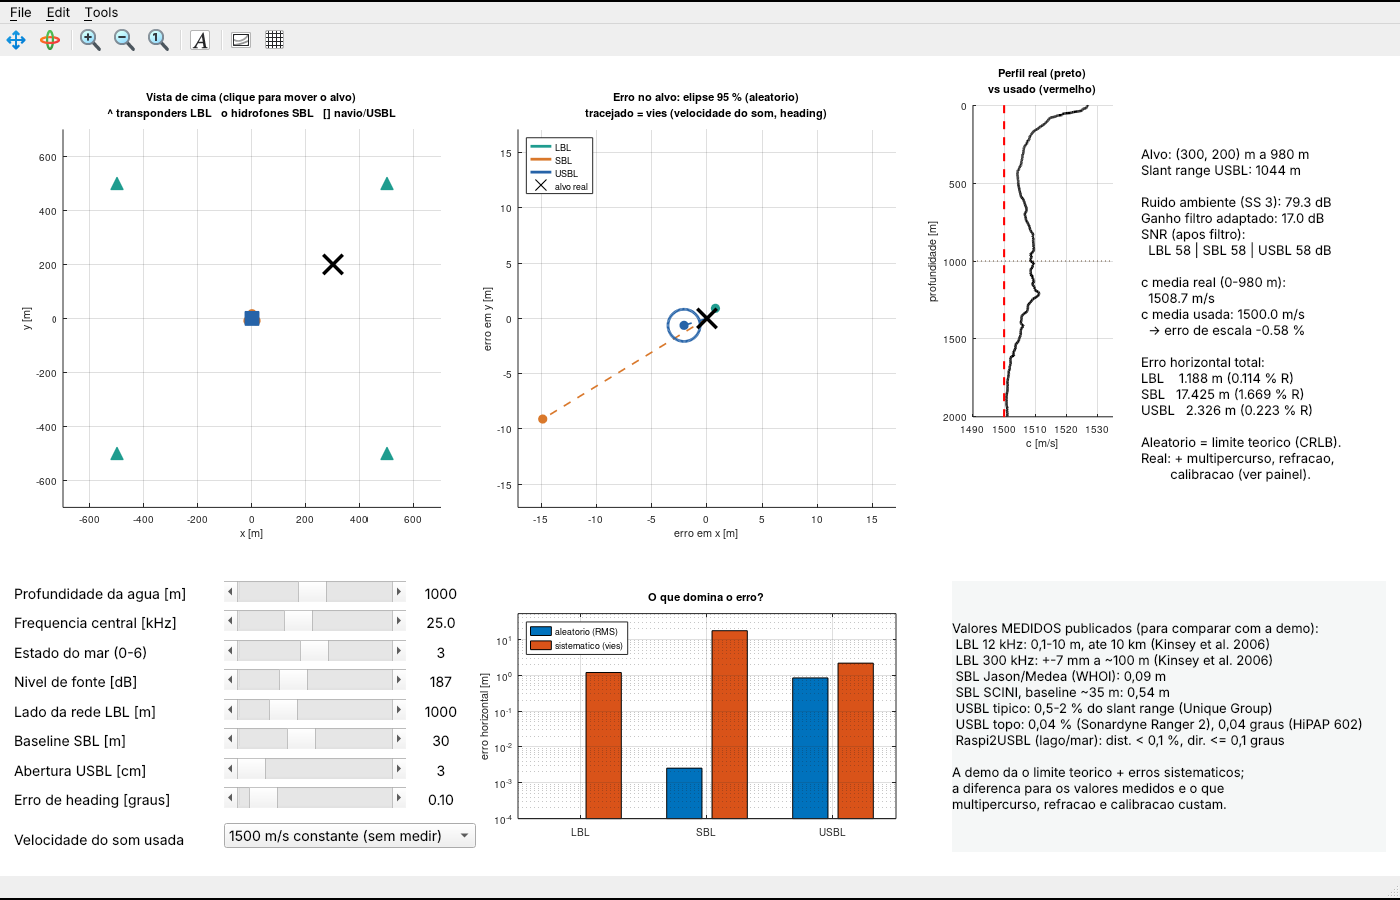 File Edit Tools
A
Vista de cima (clique para mover o alvo)
^ transponders LBL   o hidrofones SBL   [] navio/USBL
600
400
200
0
-200
-400
-600
y [m]
-600 -400 -200 0 200 400 600
x [m]
Erro no alvo: elipse 95 % (aleatorio)
tracejado = vies (velocidade do som, heading)
LBL
SBL
USBL
alvo real
15
10
5
0
-5
-10
-15
erro em y [m]
-15 -10 -5 0 5 10 15
erro em x [m]
Perfil real (preto)
vs usado (vermelho)
0
500
1000
1500
2000
profundidade [m]
1490 1500 1510 1520 1530
c [m/s]
Alvo: (300, 200) m a 980 m
Slant range USBL: 1044 m
Ruido ambiente (SS 3): 79.3 dB
Ganho filtro adaptado: 17.0 dB
SNR (apos filtro):
LBL 58 | SBL 58 | USBL 58 dB
c media real (0-980 m):
1508.7 m/s
c media usada: 1500.0 m/s
→ erro de escala -0.58 %
Erro horizontal total:
LBL 1.188 m (0.114 % R)
SBL 17.425 m (1.669 % R)
USBL 2.326 m (0.223 % R)
Aleatorio = limite teorico (CRLB).
Real: + multipercurso, refracao,
calibracao (ver painel).
Profundidade da agua [m] 1000
Frequencia central [kHz] 25.0
Estado do mar (0-6) 3
Nivel de fonte [dB] 187
Lado da rede LBL [m] 1000
Baseline SBL [m] 30
Abertura USBL [cm] 3
Erro de heading [graus] 0.10
Velocidade do som usada 1500 m/s constante (sem medir)
O que domina o erro?
aleatorio (RMS)
sistematico (vies)
10^1
10^0
10^-1
10^-2
10^-3
10^-4
erro horizontal [m]
LBL SBL USBL
Valores MEDIDOS publicados (para comparar com a demo):
LBL 12 kHz: 0,1-10 m, ate 10 km (Kinsey et al. 2006)
LBL 300 kHz: +-7 mm a ~100 m (Kinsey et al. 2006)
SBL Jason/Medea (WHOI): 0,09 m
SBL SCINI, baseline ~35 m: 0,54 m
USBL tipico: 0,5-2 % do slant range (Unique Group)
USBL topo: 0,04 % (Sonardyne Ranger 2), 0,04 graus (HiPAP 602)
Raspi2USBL (lago/mar): dist. < 0,1 %, dir. <= 0,1 graus
A demo da o limite teorico + erros sistematicos;
a diferenca para os valores medidos e o que
multipercurso, refracao e calibracao custam.